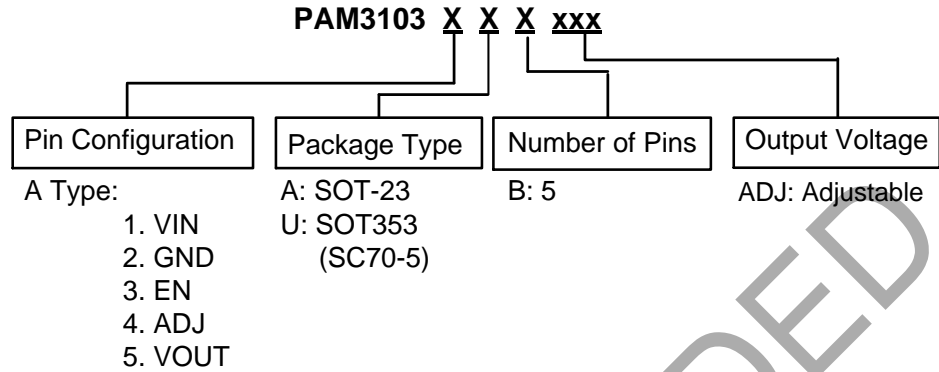 PAM3103 X X X xxx
Pin Configuration
Package Type
Number of Pins
Output Voltage
A Type:
1. VIN
2. GND
3. EN
4. ADJ
5. VOUT
A: SOT-23
U: SOT353
(SC70-5)
B: 5
ADJ: Adjustable
DED